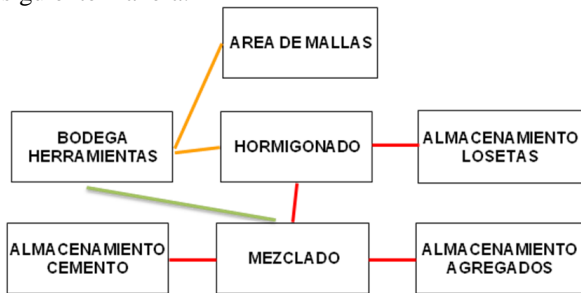 AREA DE MALLAS
BODEGA
HERRAMIENTAS
HORMIGONADO
ALMACENAMIENTO
LOSETAS
ALMACENAMIENTO
CEMENTO
MEZCLADO
ALMACENAMIENTO
AGREGADOS